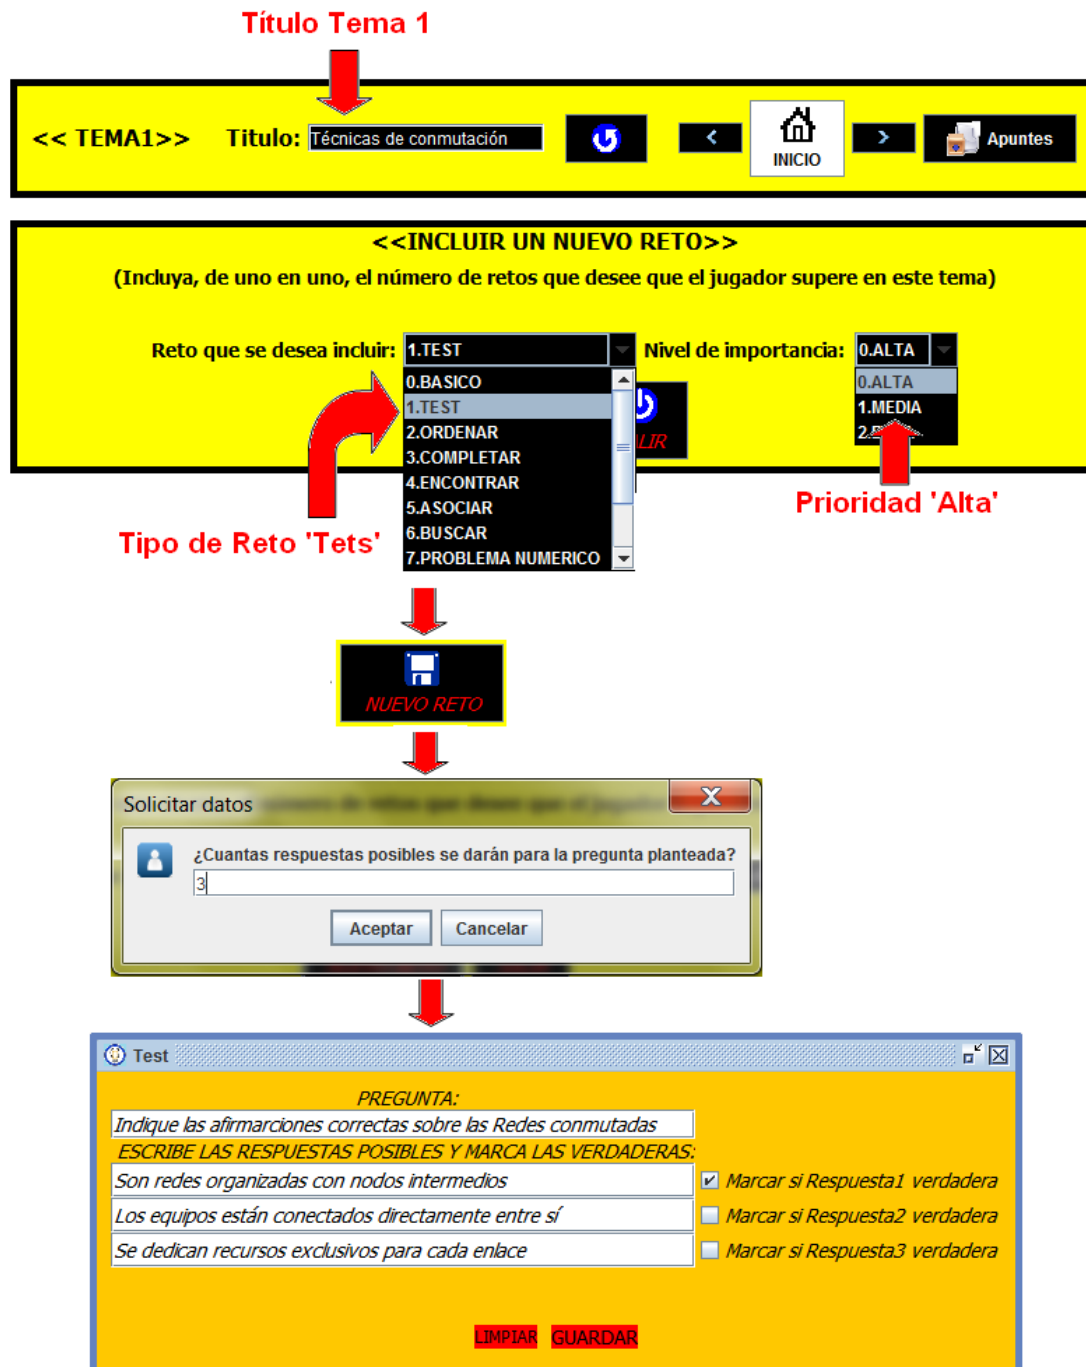 Título Tema 1
<< TEMA1>> Titulo: Técnicas de conmutación < INICIO > Apuntes
<<INCLUIR UN NUEVO RETO>>
(Incluya, de uno en uno, el número de retos que desee que el jugador supere en este tema)
Reto que se desea incluir: 1.TEST Nivel de importancia: 0.ALTA
0.BASICO
1.TEST
2.ORDENAR
3.COMPLETAR
4.ENCONTRAR
5.ASOCIAR
6.BUSCAR
7.PROBLEMA NUMERICO
0.ALTA
1.MEDIA
Tipo de Reto 'Tets'
Prioridad 'Alta'
NUEVO RETO
Solicitar datos
¿Cuantas respuestas posibles se darán para la pregunta planteada?
3
Aceptar Cancelar
Test
PREGUNTA:
Indique las afirmarciones correctas sobre las Redes conmutadas
ESCRIBE LAS RESPUESTAS POSIBLES Y MARCA LAS VERDADERAS:
Son redes organizadas con nodos intermedios Marcar si Respuesta1 verdadera
Los equipos están conectados directamente entre sí Marcar si Respuesta2 verdadera
Se dedican recursos exclusivos para cada enlace Marcar si Respuesta3 verdadera
LIMPIAR GUARDAR